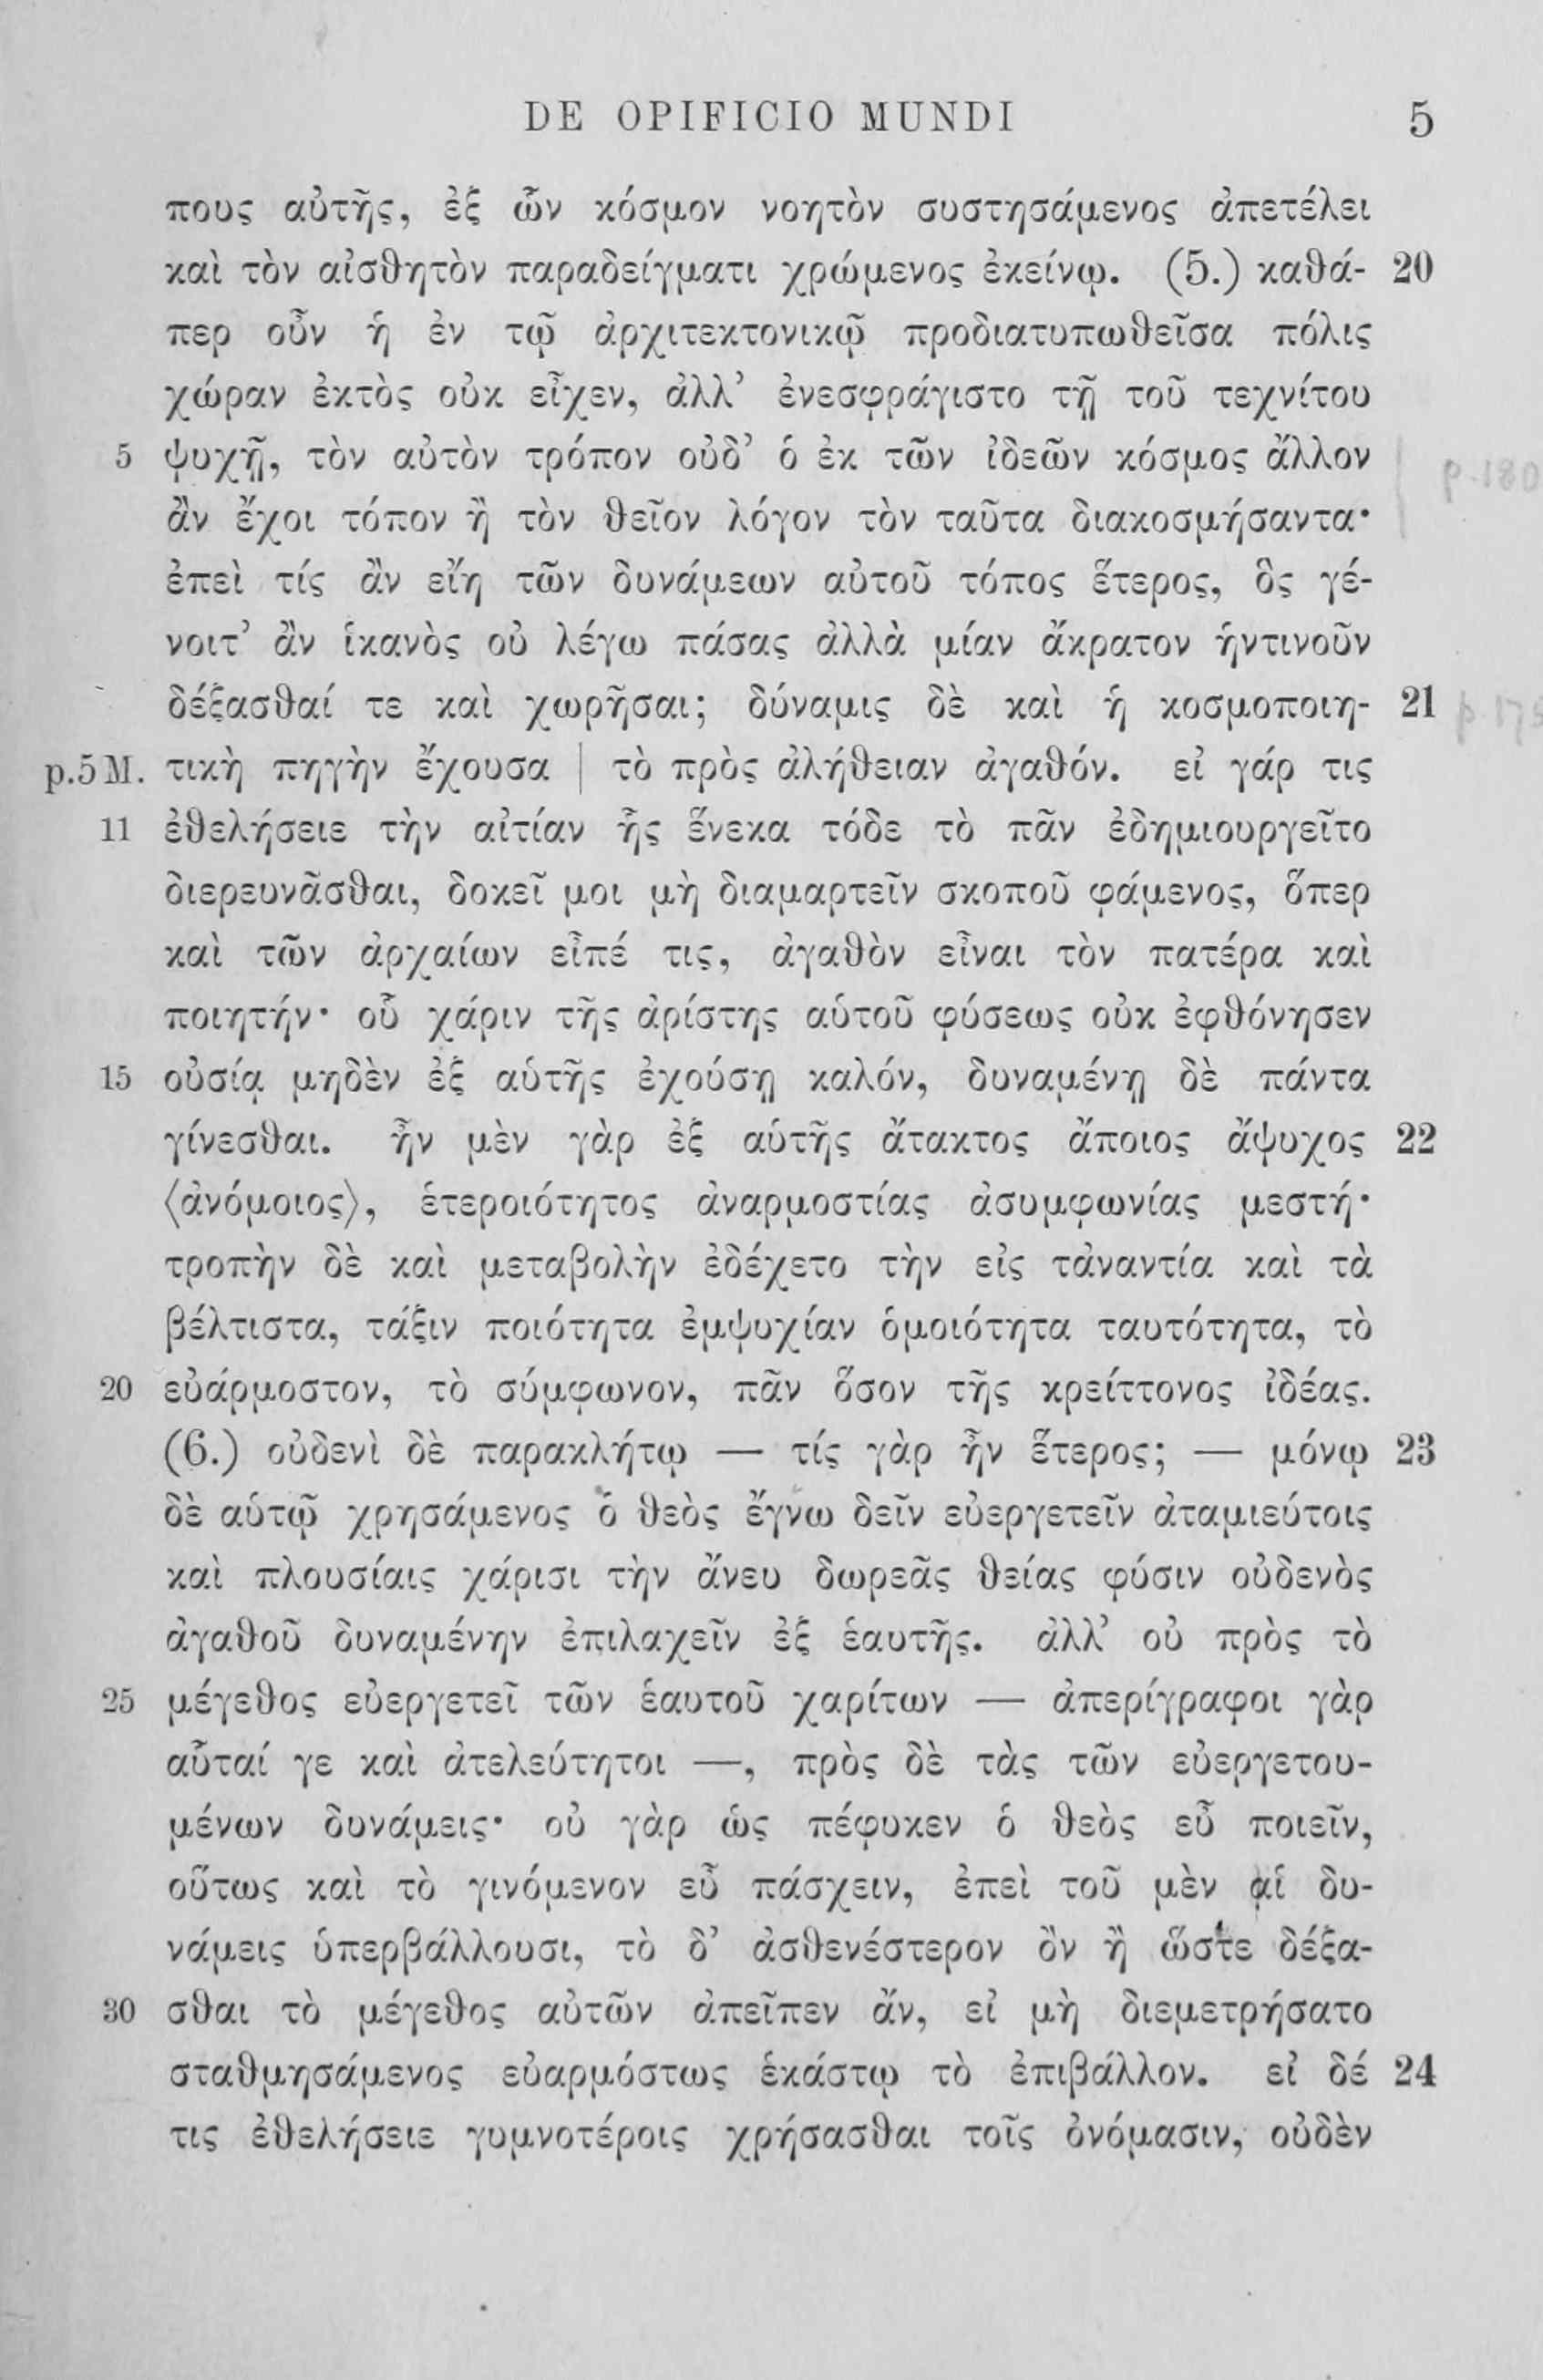 DE OPIFICIO MUNDI 5
πους αὐτῆς, ἐξ ὧν κόσμον νοητὸν συστησάμενος ἀπετέλει
καὶ τὸν αἰσθητὸν παραδείγματι χρώμενος ἐκείνῳ. (5.) καθά- 20
περ οὖν ἡ ἐν τῷ ἀρχιτεκτονικῷ προδιατυπωθεῖσα πόλις
χώραν ἐκτὸς οὐκ εἶχεν, ἀλλ’ ἐνεσφράγιστο τῇ τοῦ τεχνίτου
5 ψυχῇ, τὸν αὐτὸν τρόπον οὐδ’ ὁ ἐκ τῶν ἰδεῶν κόσμος ἄλλον
ἂν ἔχοι τόπον ἢ τὸν θεῖον λόγον τὸν ταῦτα διακοσμήσαντα·
ἐπεὶ τίς ἂν εἴη τῶν δυνάμεων αὐτοῦ τόπος ἕτερος, ὃς γέ-
νοιτ’ ἂν ἱκανὸς οὐ λέγω πάσας ἀλλὰ μίαν ἄκρατον ἡντινοῦν
δέξασθαί τε καὶ χωρῆσαι; δύναμις δὲ καὶ ἡ κοσμοποιη- 21
p.5 M. τικὴ πηγὴν ἔχουσα | τὸ πρὸς ἀλήθειαν ἀγαθόν. εἰ γάρ τις
11 ἐθελήσειε τὴν αἰτίαν ἧς ἕνεκα τόδε τὸ πᾶν ἐδημιουργεῖτο
διερευνᾶσθαι, δοκεῖ μοι μὴ διαμαρτεῖν σκοποῦ φάμενος, ὅπερ
καὶ τῶν ἀρχαίων εἶπέ τις, ἀγαθὸν εἶναι τὸν πατέρα καὶ
ποιητήν· οὗ χάριν τῆς ἀρίστης αὑτοῦ φύσεως οὐκ ἐφθόνησεν
15 οὐσίᾳ μηδὲν ἐξ αὑτῆς ἐχούσῃ καλόν, δυναμένῃ δὲ πάντα
γίνεσθαι. ἦν μὲν γὰρ ἐξ αὑτῆς ἄτακτος ἄποιος ἄψυχος 22
⟨ἀνόμοιος⟩, ἑτεροιότητος ἀναρμοστίας ἀσυμφωνίας μεστή·
τροπὴν δὲ καὶ μεταβολὴν ἐδέχετο τὴν εἰς τἀναντία καὶ τὰ
βέλτιστα, τάξιν ποιότητα ἐμψυχίαν ὁμοιότητα ταυτότητα, τὸ
20 εὐάρμοστον, τὸ σύμφωνον, πᾶν ὅσον τῆς κρείττονος ἰδέας.
(6.) οὐδενὶ δὲ παρακλήτῳ — τίς γὰρ ἦν ἕτερος; — μόνῳ 23
δὲ αὑτῷ χρησάμενος ὁ θεὸς ἔγνω δεῖν εὐεργετεῖν ἀταμιεύτοις
καὶ πλουσίαις χάρισι τὴν ἄνευ δωρεᾶς θείας φύσιν οὐδενὸς
ἀγαθοῦ δυναμένην ἐπιλαχεῖν ἐξ ἑαυτῆς. ἀλλ’ οὐ πρὸς τὸ
25 μέγεθος εὐεργετεῖ τῶν ἑαυτοῦ χαρίτων — ἀπερίγραφοι γὰρ
αὗταί γε καὶ ἀτελεύτητοι —, πρὸς δὲ τὰς τῶν εὐεργετου-
μένων δυνάμεις· οὐ γὰρ ὡς πέφυκεν ὁ θεὸς εὖ ποιεῖν,
οὕτως καὶ τὸ γινόμενον εὖ πάσχειν, ἐπεὶ τοῦ μὲν αἱ δυ-
νάμεις ὑπερβάλλουσι, τὸ δ’ ἀσθενέστερον ὂν ἢ ὥστε δέξα-
30 σθαι τὸ μέγεθος αὐτῶν ἀπεῖπεν ἄν, εἰ μὴ διεμετρήσατο
σταθμησάμενος εὐαρμόστως ἑκάστῳ τὸ ἐπιβάλλον. εἰ δέ 24
τις ἐθελήσειε γυμνοτέροις χρήσασθαι τοῖς ὀνόμασιν, οὐδὲν